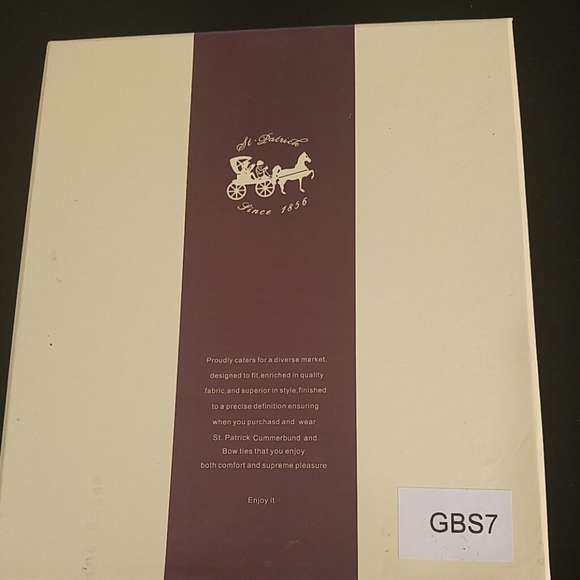 St. Patrick
Since 1856
Proudly caters for a diverse market,
designed to fit,enriched in quality
fabric,and superior in style,finished
to a precise definition ensuring
when you purchasd and wear
St. Patrick Cummerbund and
Bow ties that you enjoy
both comfort and supreme pleasure
Enjoy it
GBS7